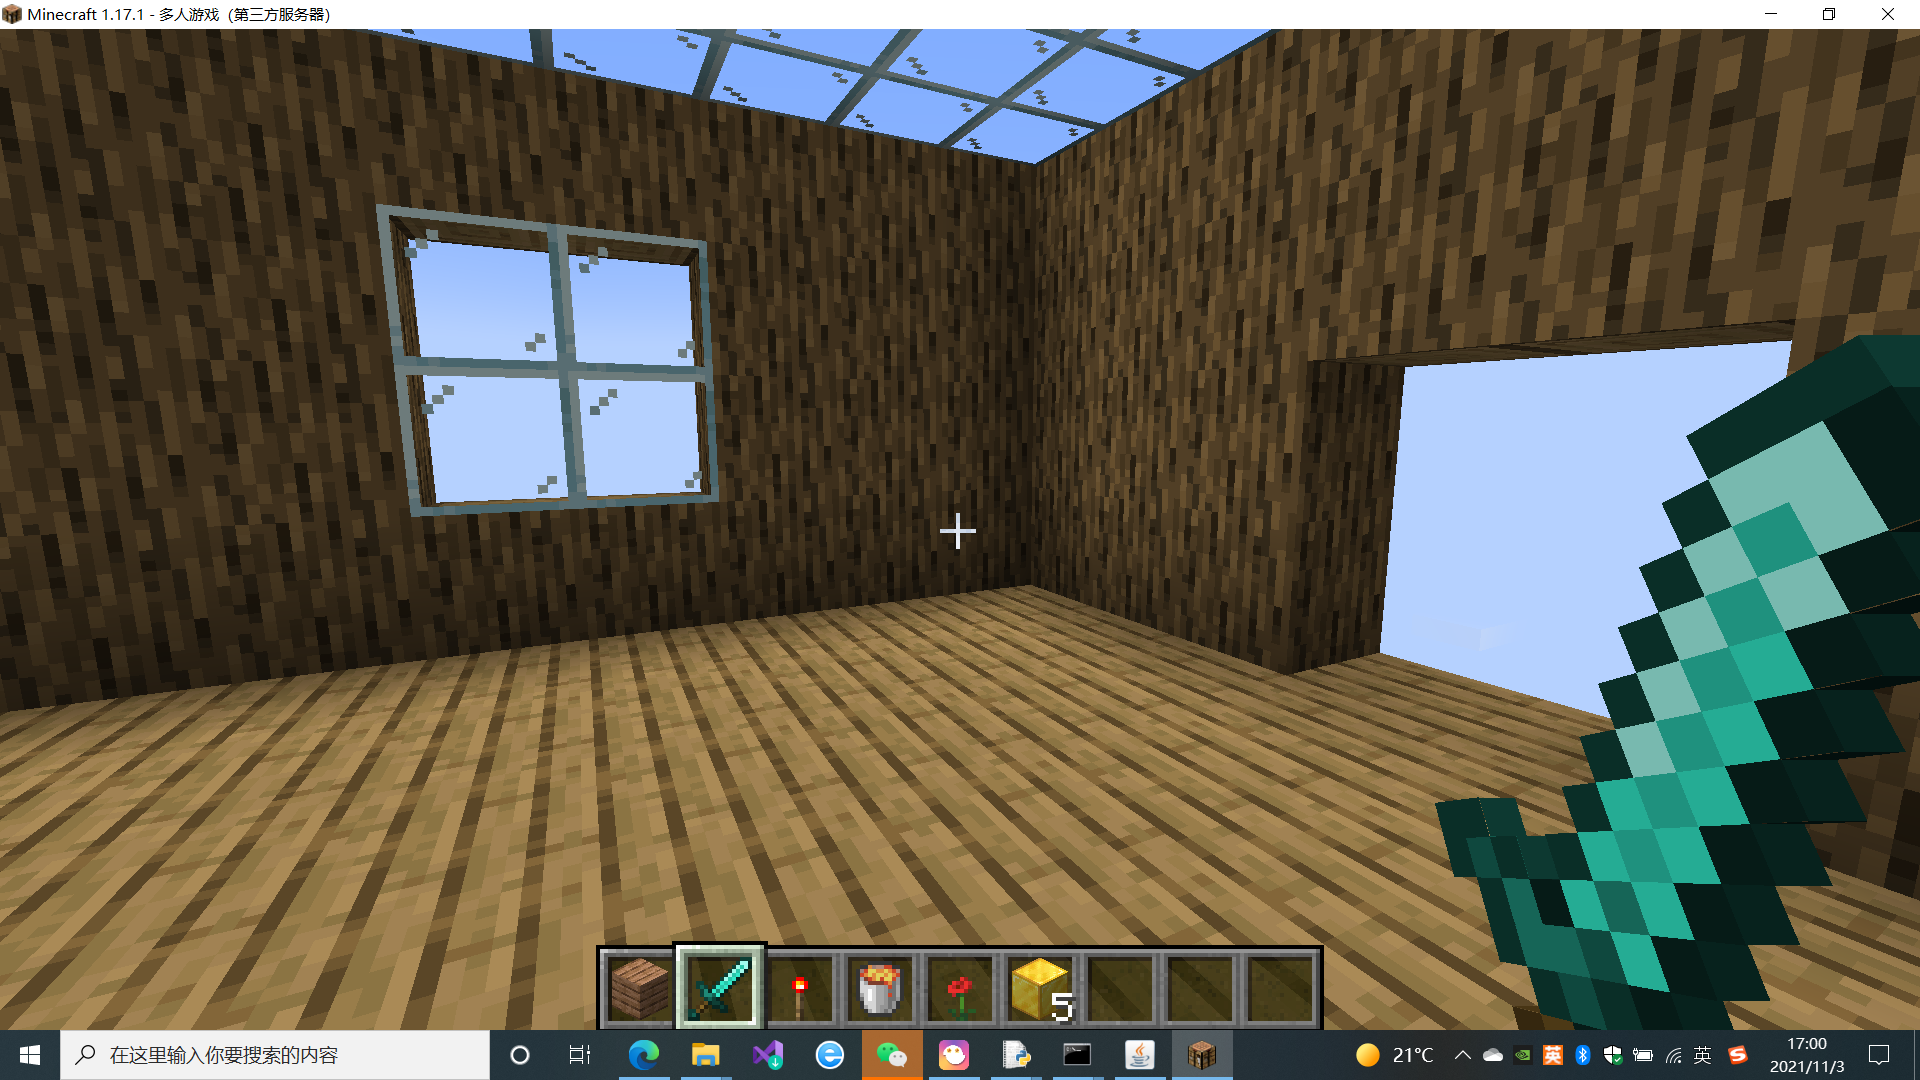 Minecraft 1.17.1 - 多人游戏（第三方服务器）
5
在这里输入你要搜索的内容
21°C
英
英
17:00
2021/11/3